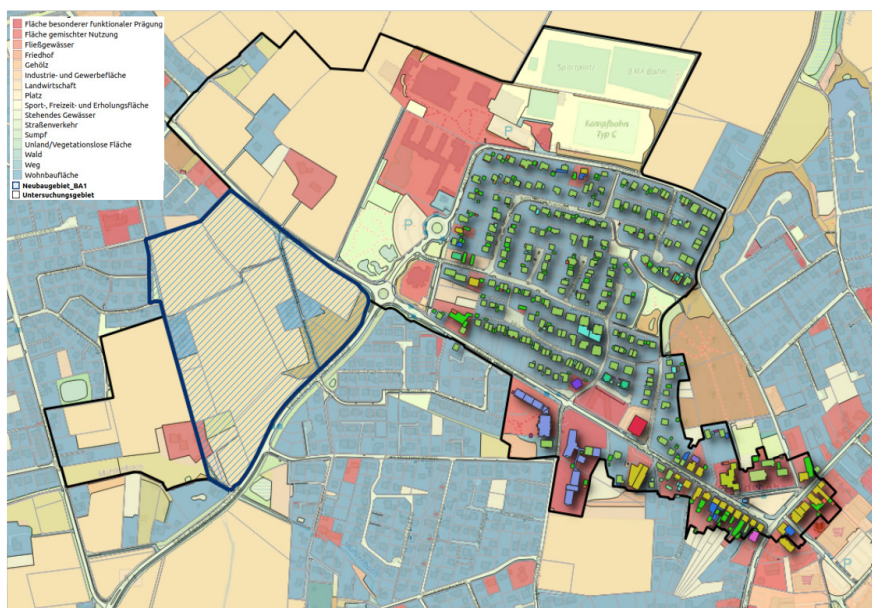 Fläche besonderer funktionaler Prägung
Fläche gemischter Nutzung
Fließgewässer
Friedhof
Gehölz
Industrie- und Gewerbefläche
Landwirtschaft
Platz
Sport-, Freizeit- und Erholungsfläche
Stehendes Gewässer
Straßenverkehr
Sumpf
Unland/Vegetationslose Fläche
Wald
Weg
Wohnbaufläche
Neubaugebiet_BA1
Untersuchungsgebiet
Sportplatz
Kampfbahn
Typ C
P
P
P